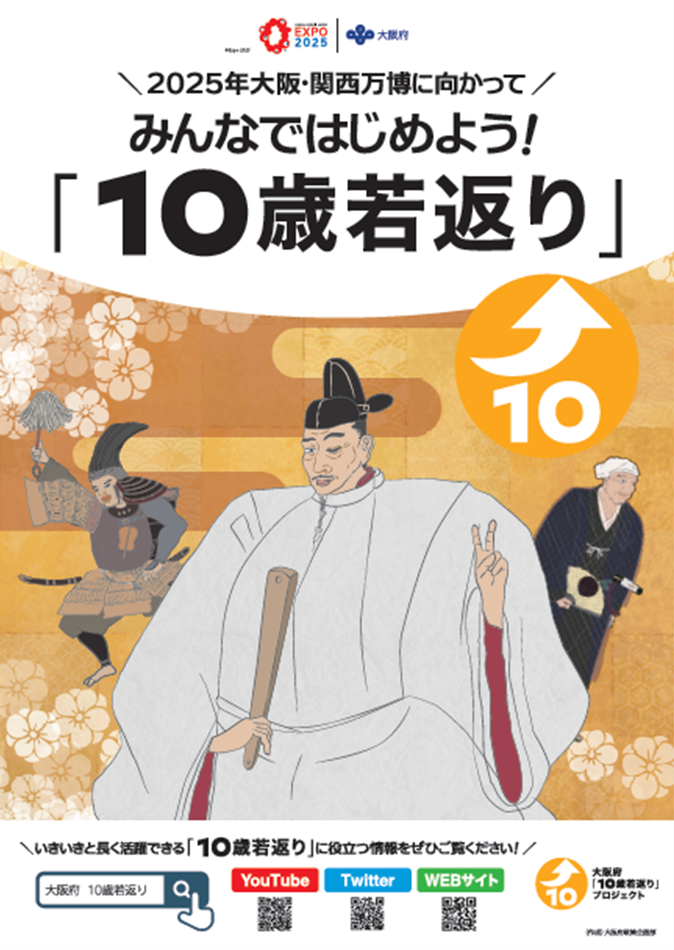 EXPO
2025
大阪府
＼2025年大阪・関西万博に向かって／
みんなではじめよう！
「10歳若返り」
10
＼いきいきと長く活躍できる「10歳若返り」に役立つ情報をぜひご覧ください！／
大阪府 10歳若返り
YouTube
Twitter
WEBサイト
10
大阪府
「10歳若返り」
プロジェクト